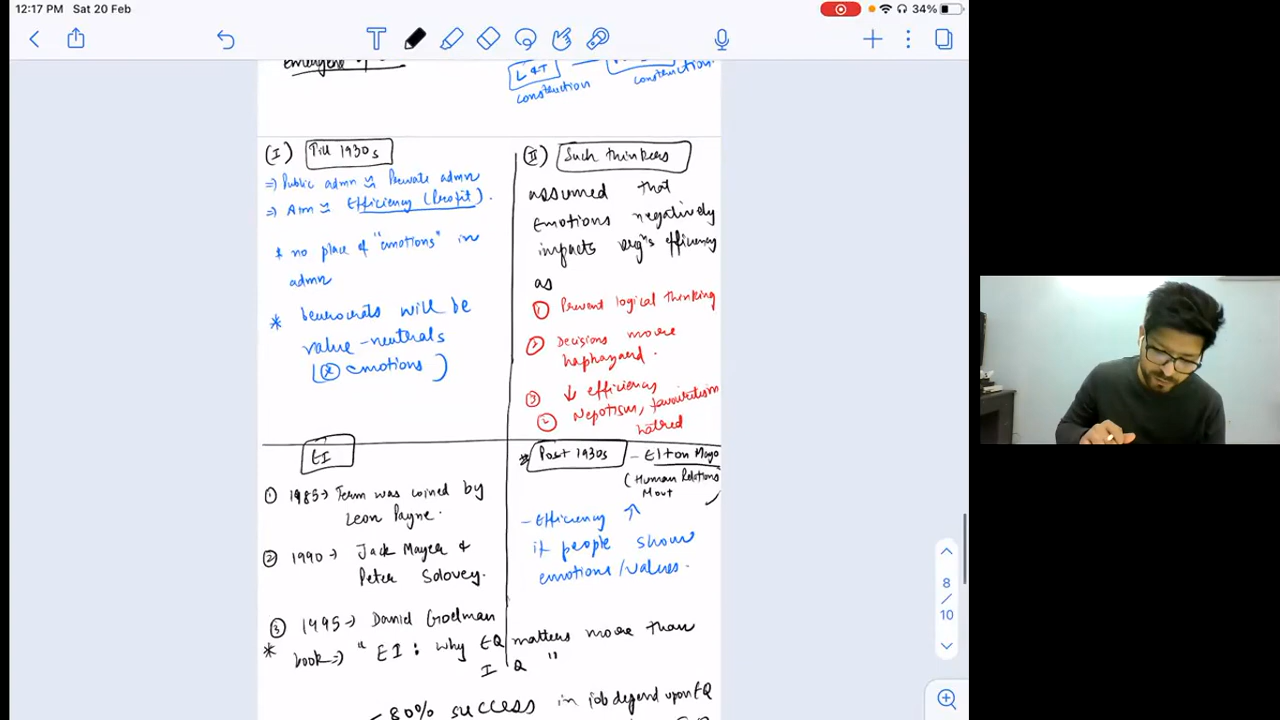 12:17 PM Sat 20 Feb
34%
T
L&T
construction
construction.
(I) Till 1930s
=> Public admn ≈ Private admn
=> Aim ≈ Efficiency (Profit).
* no place of "emotions" in
admn
* beurocrats will be
value-neutrals
(x emotions)
(II) Such thinkers
assumed that
Emotions negatively
impacts orgn's efficiency
as
① Prevent logical thinking
② Decisions more
haphazard.
③ ↓ efficiency
② Nepotism, favouritism
hatred
EI
① 1985→ Term was coined by
Leon Payne.
② 1990→ Jack Mayer &
Peter Solovey.
③ 1995→ Daniel Goelman
* Post 1930s - Elton Mayo
(Human Relations
Movt
- Efficiency ↑
if people show
emotions/values.
* book=> "EI: why EQ matters more than
IQ"
- 80% success in job depend upon EQ
8
/
10